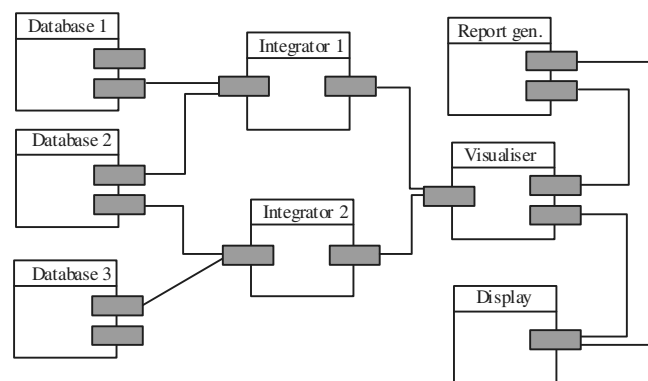 Database 1
Integrator 1
Report gen.
Database 2
Visualiser
Integrator 2
Database 3
Display